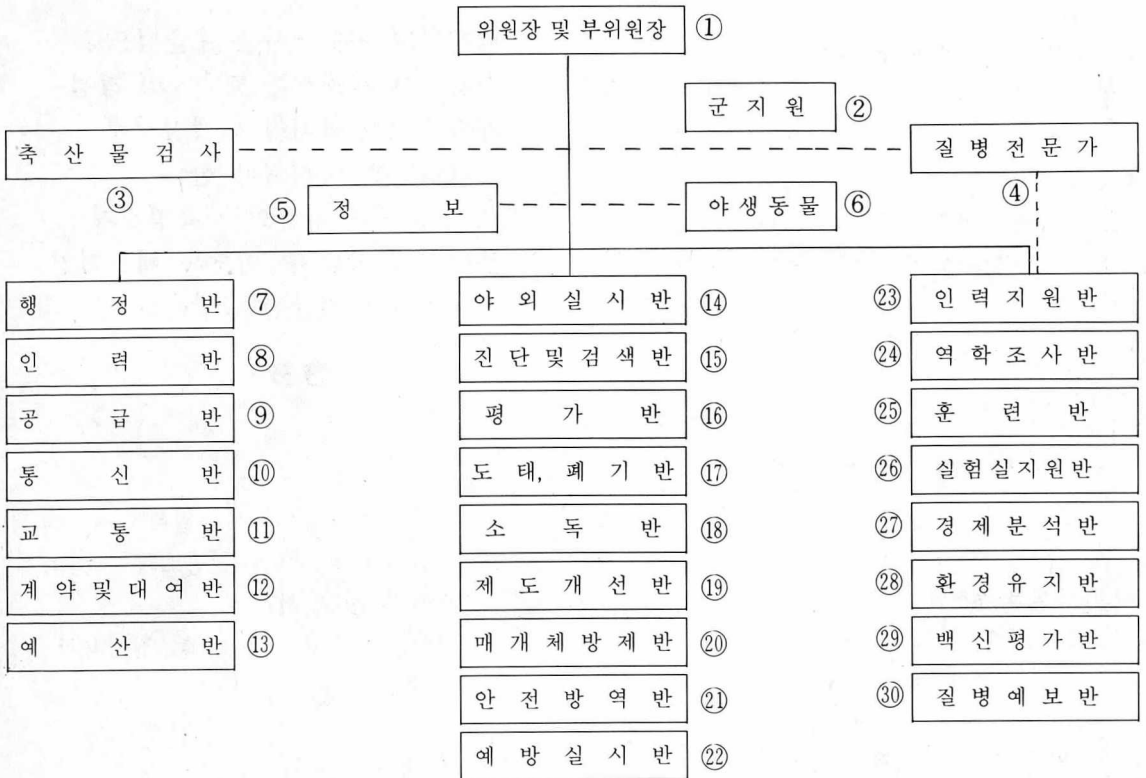 위원장 및 부위원장 ①
군 지 원 ②
축 산 물 검 사
③
질 병 전 문 가
④
⑤ 정 보
야 생 동 물 ⑥
행 정 반 ⑦
인 력 반 ⑧
공 급 반 ⑨
통 신 반 ⑩
교 통 반 ⑪
계 약 및 대 여 반 ⑫
예 산 반 ⑬
야 외 실 시 반 ⑭
진 단 및 검 색 반 ⑮
평 가 반 ⑯
도 태, 폐 기 반 ⑰
소 독 반 ⑱
제 도 개 선 반 ⑲
매 개 체 방 제 반 ⑳
안 전 방 역 반 ㉑
예 방 실 시 반 ㉒
㉓ 인 력 지 원 반
㉔ 역 학 조 사 반
㉕ 훈 련 반
㉖ 실험실지원반
㉗ 경 제 분 석 반
㉘ 환 경 유 지 반
㉙ 백 신 평 가 반
㉚ 질 병 예 보 반